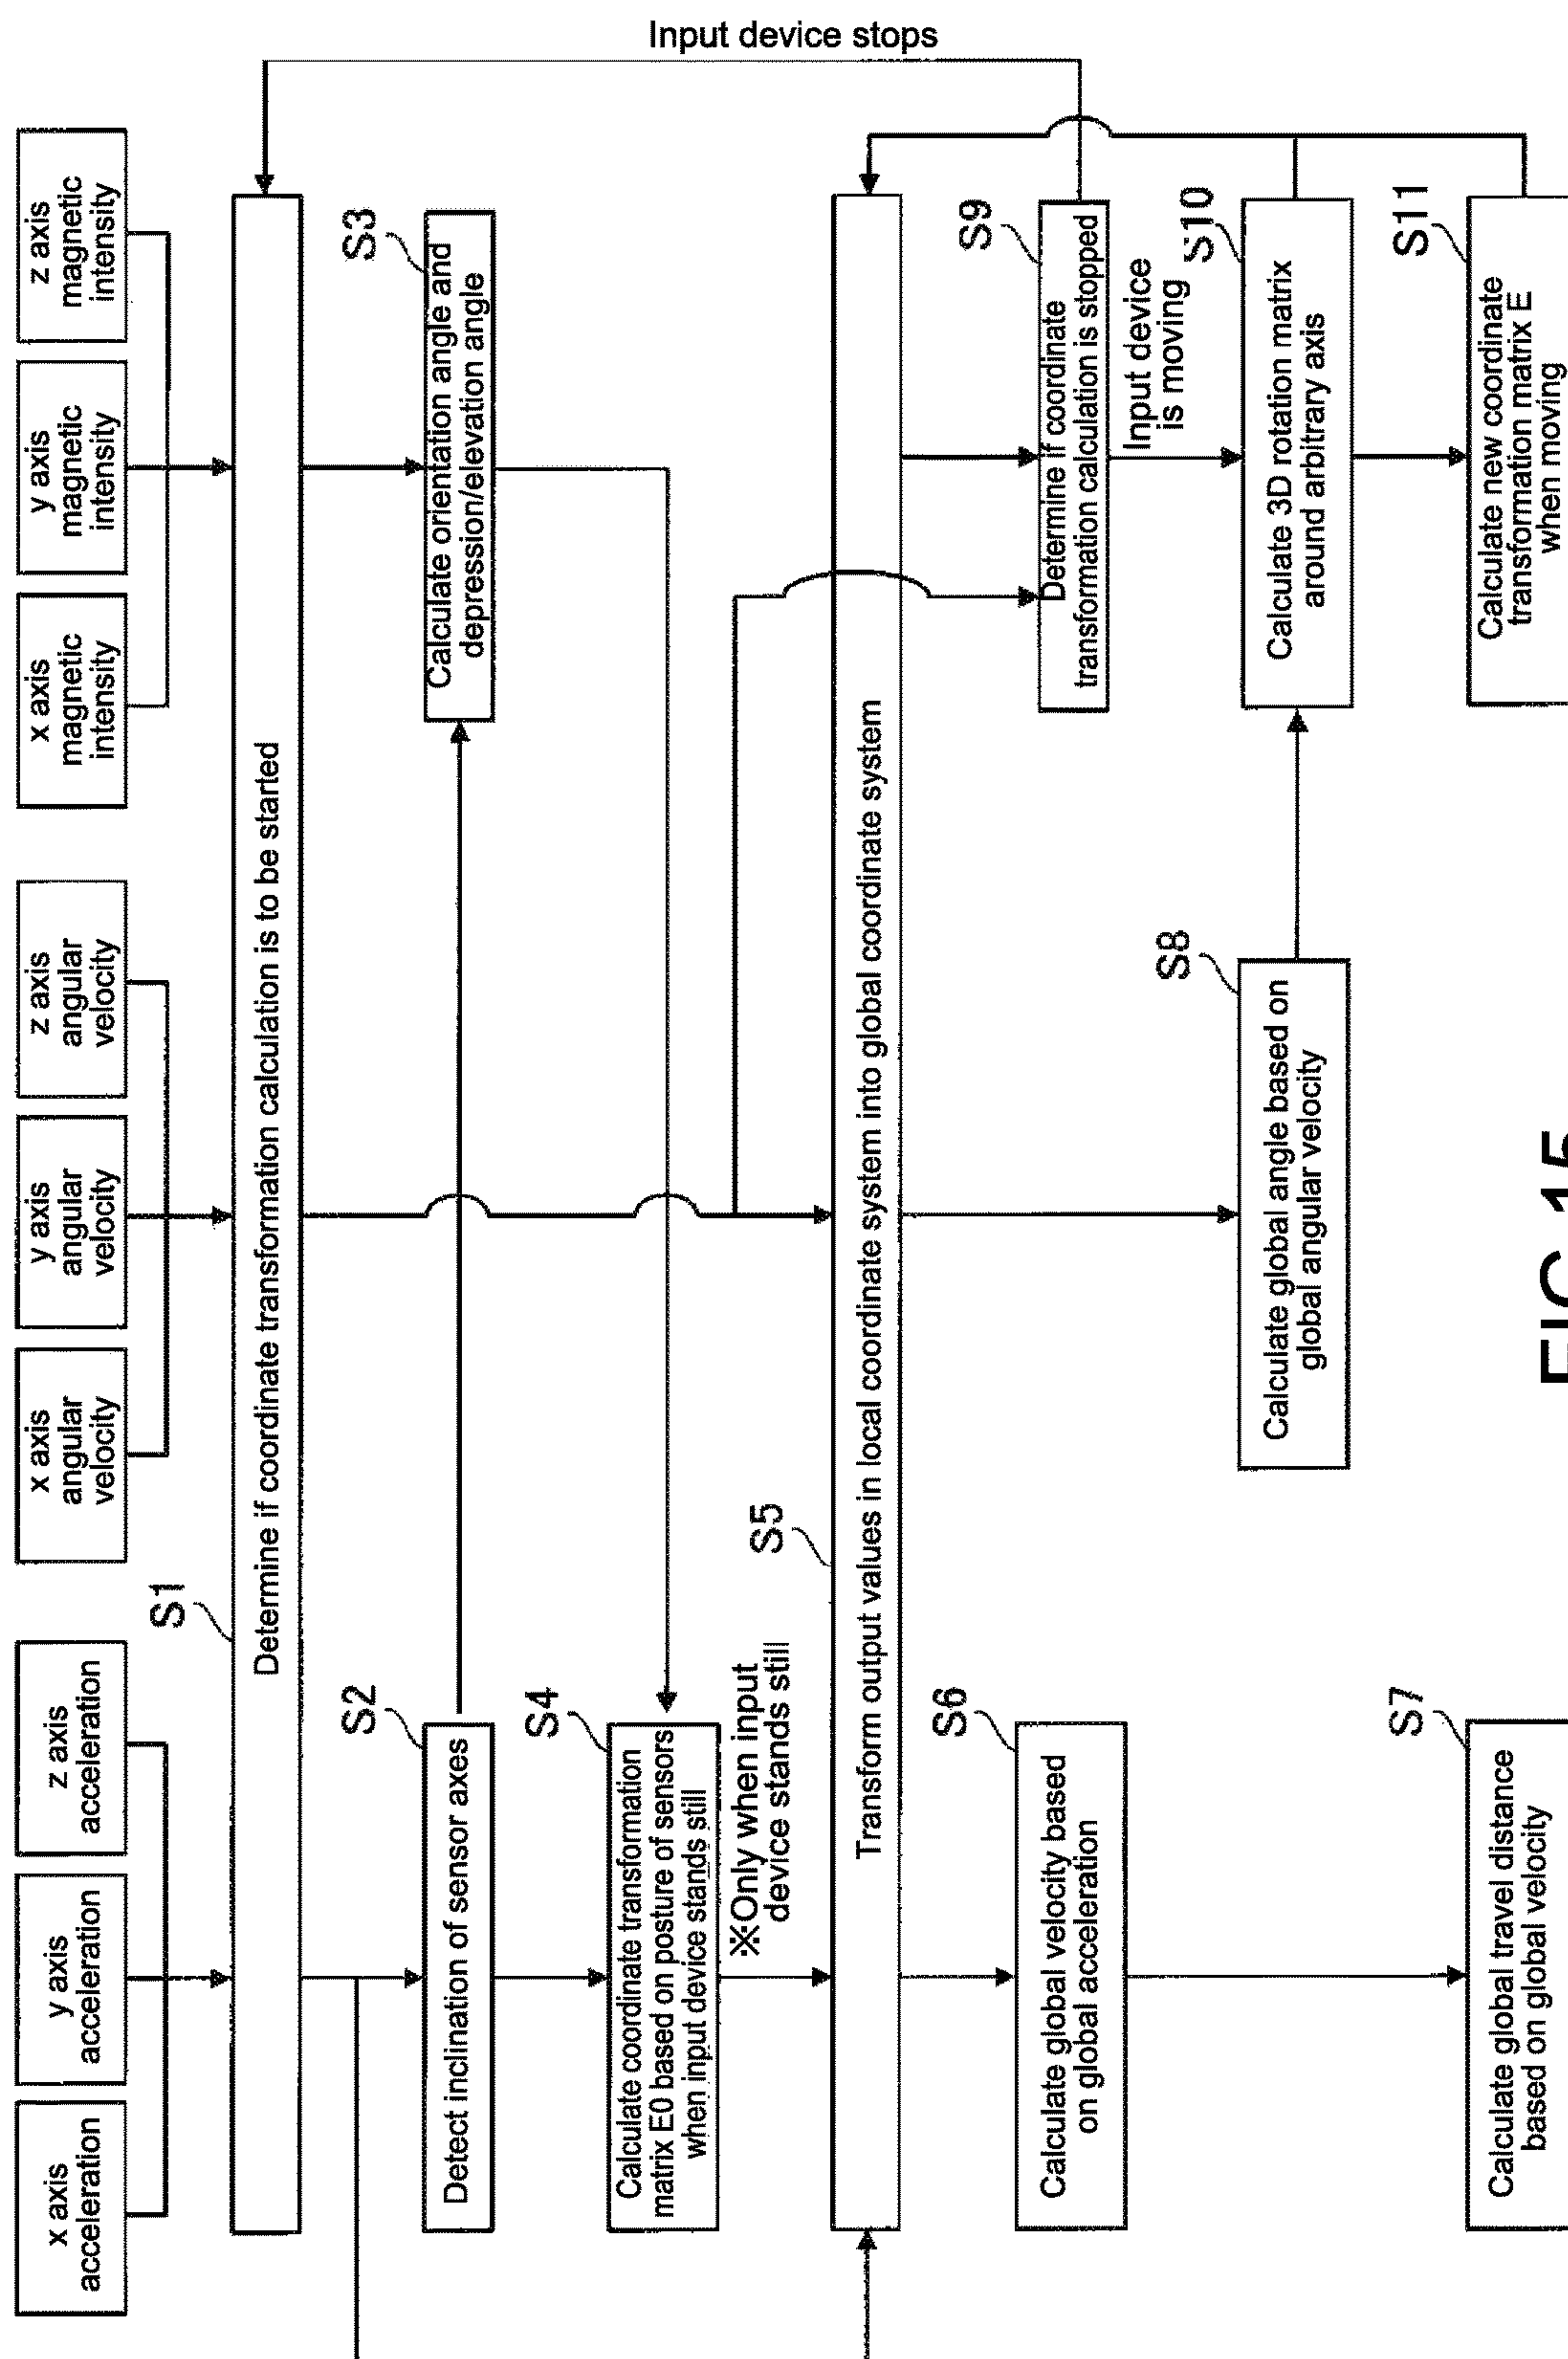 x axis
acceleration
y axis
acceleration
z axis
acceleration
x axis
angular
velocity
y axis
angular
velocity
z axis
angular
velocity
x axis
magnetic
intensity
y axis
magnetic
intensity
z axis
magnetic
intensity
S1
Determine if coordinate transformation calculation is to be started
Input device stops
S2
Detect inclination of sensor axes
S3
Calculate orientation angle and
depression/elevation angle
S4
Calculate coordinate transformation
matrix E0 based on posture of sensors
when input device stands still
※Only when input
device stands still
S5
Transform output values in local coordinate system into global coordinate system
S6
Calculate global velocity based
on global acceleration
S9
Determine if coordinate
transformation calculation is stopped
Input device
is moving
S8
Calculate global angle based on
global angular velocity
S10
Calculate 3D rotation matrix
around arbitrary axis
S7
Calculate global travel distance
based on global velocity
S11
Calculate new coordinate
transformation matrix E
when moving
FIG.15